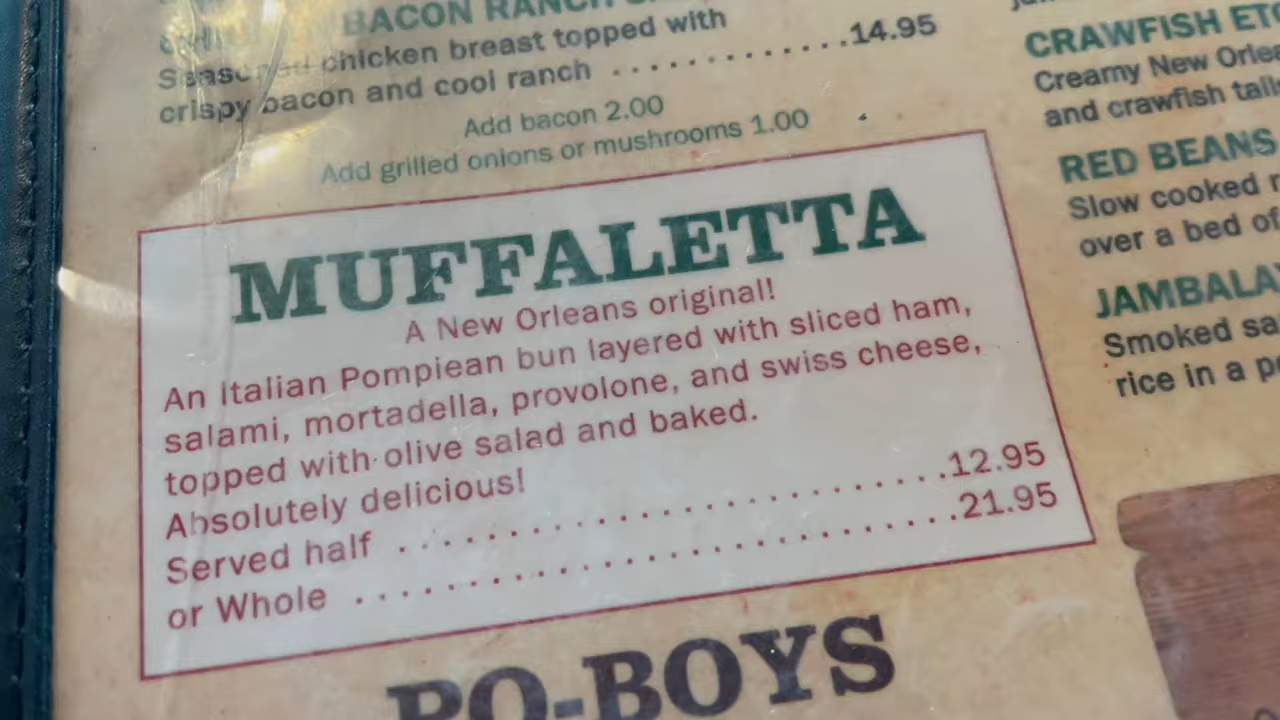 BACON RANCH
Seasoned chicken breast topped with
crispy bacon and cool ranch ............14.95
Add bacon 2.00
Add grilled onions or mushrooms 1.00
MUFFALETTA
A New Orleans original!
An Italian Pompiean bun layered with sliced ham,
salami, mortadella, provolone, and swiss cheese,
topped with olive salad and baked.
Absolutely delicious!
Served half ........................12.95
or Whole ...........................21.95
PO-BOYS
CRAWFISH
Creamy New
and crawfish
RED BEANS
Slow cooked
over a bed of
Smoked
rice in a